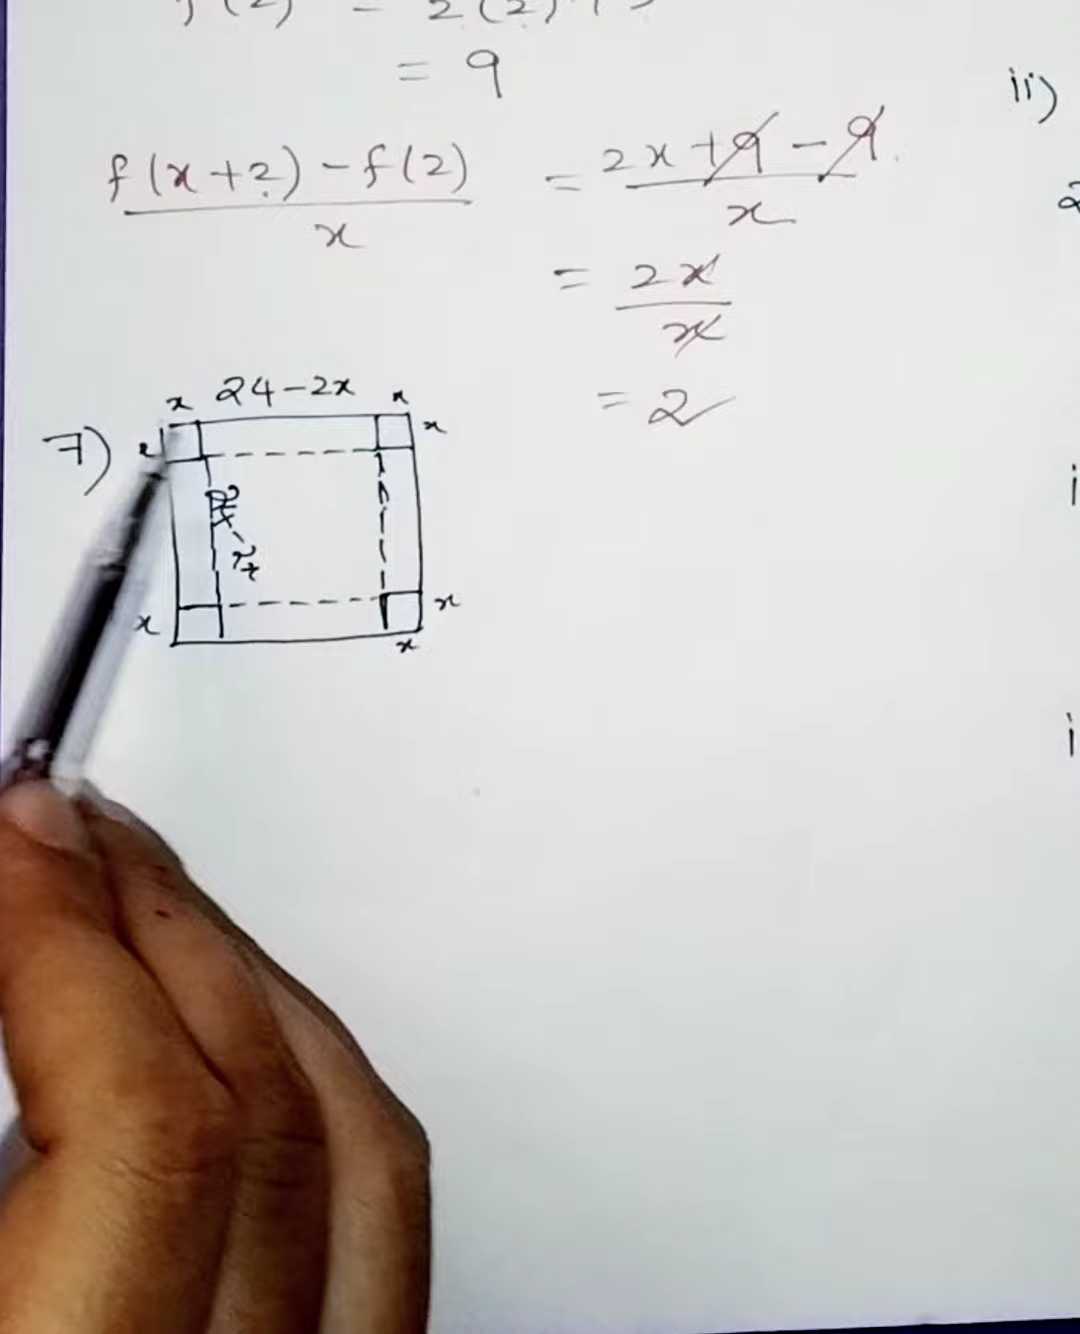 = 9
ii)
f(x+2) - f(2) / x = 2x + 9 - 9 / x
= 2x / x
= 2
7)
x 24-2x x
x x
x x
x